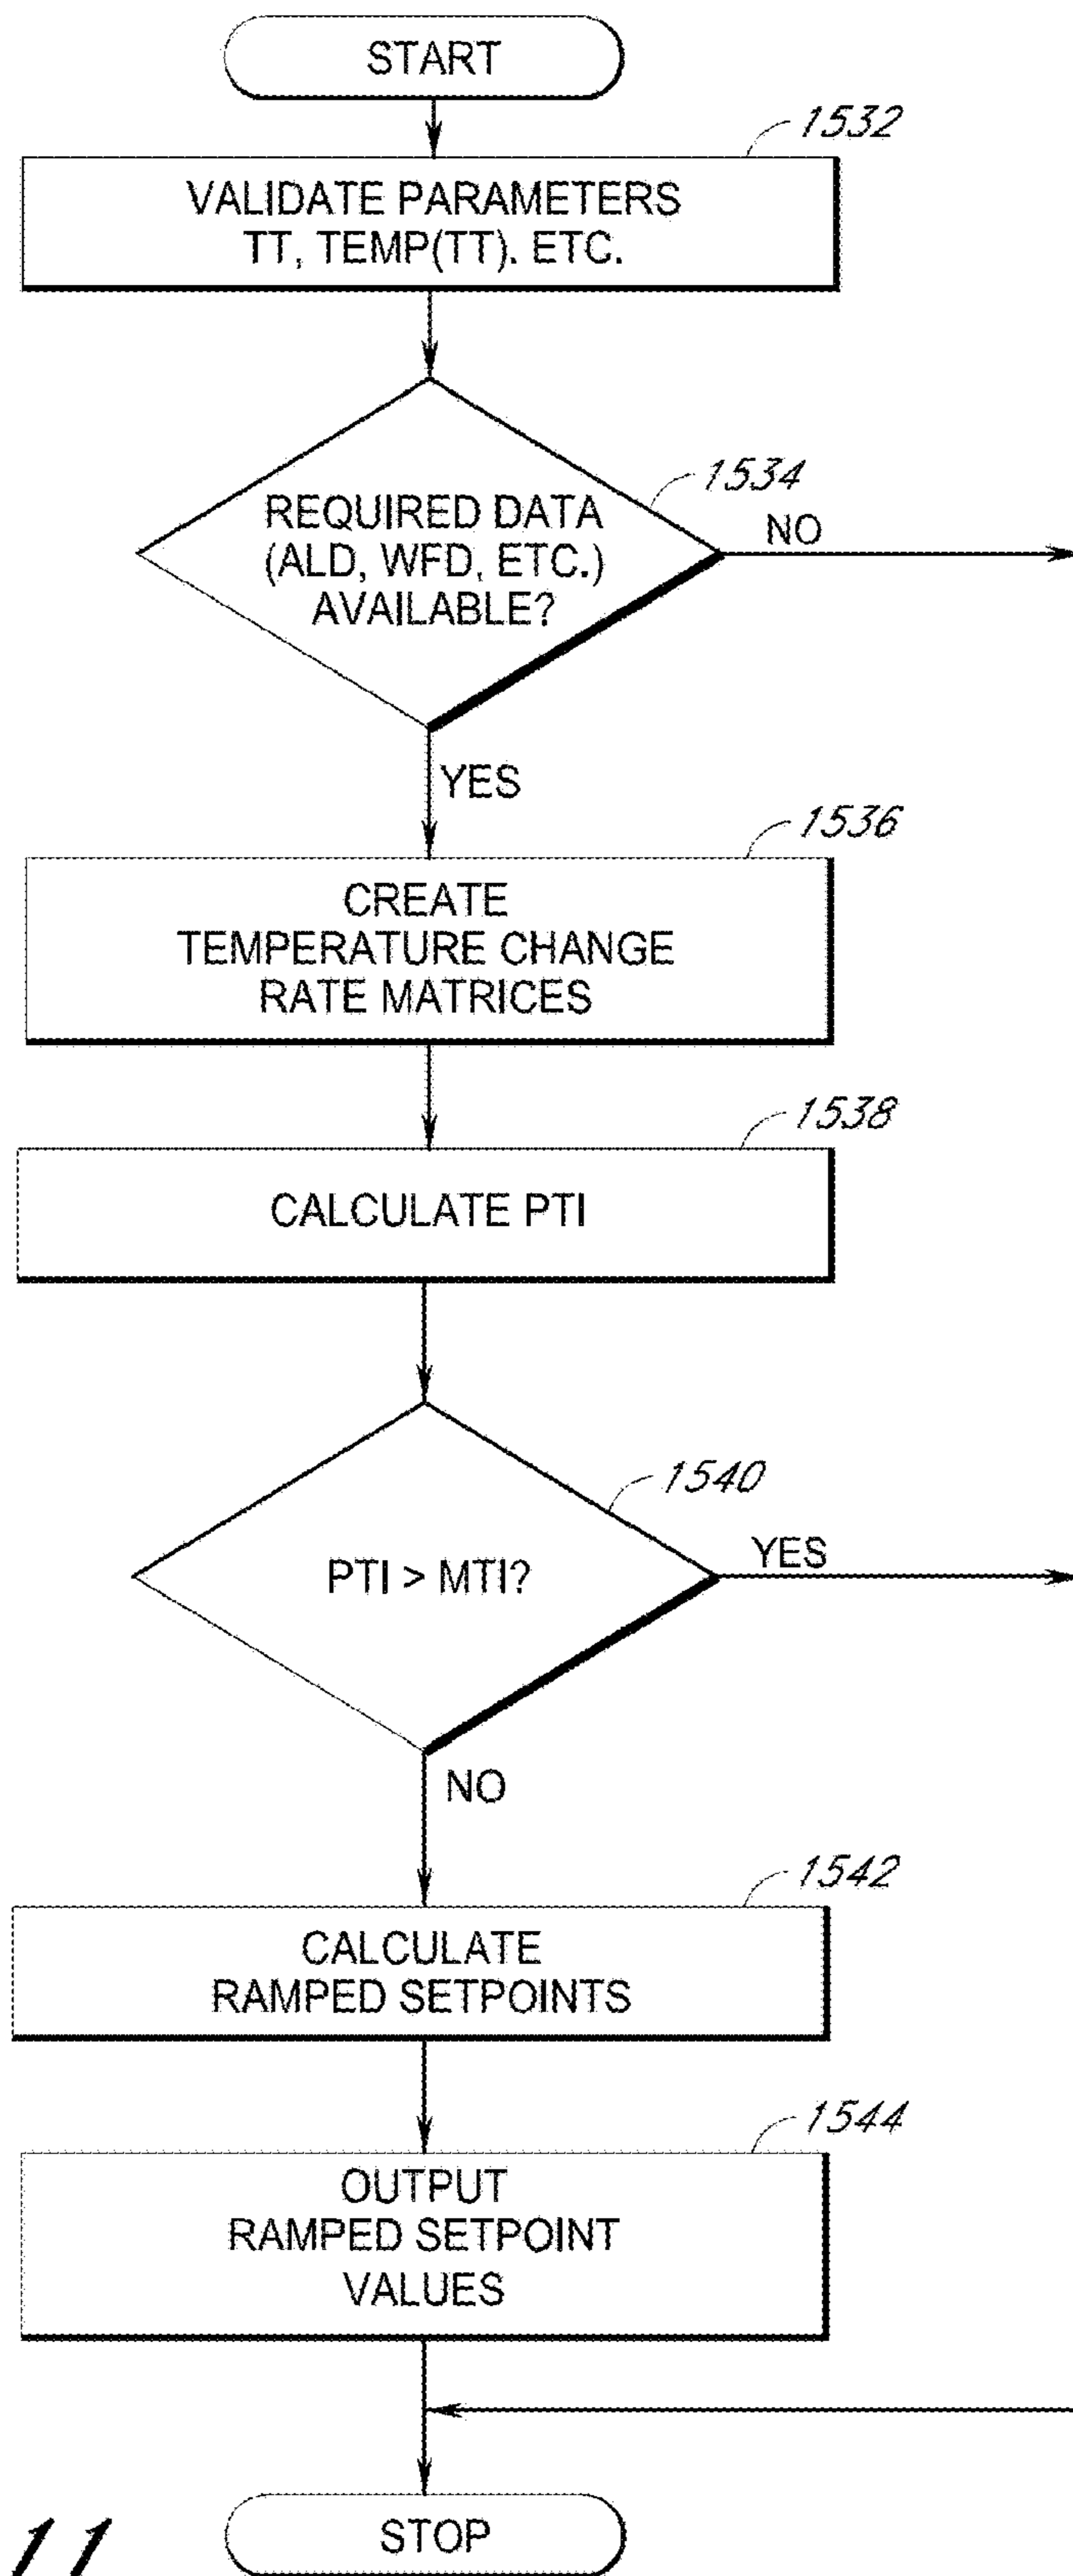 START
1532
VALIDATE PARAMETERS
TT, TEMP(TT). ETC.
1534
REQUIRED DATA
(ALD, WFD, ETC.)
AVAILABLE?
NO
YES
1536
CREATE
TEMPERATURE CHANGE
RATE MATRICES
1538
CALCULATE PTI
1540
PTI > MTI?
YES
NO
1542
CALCULATE
RAMPED SETPOINTS
1544
OUTPUT
RAMPED SETPOINT
VALUES
STOP
11